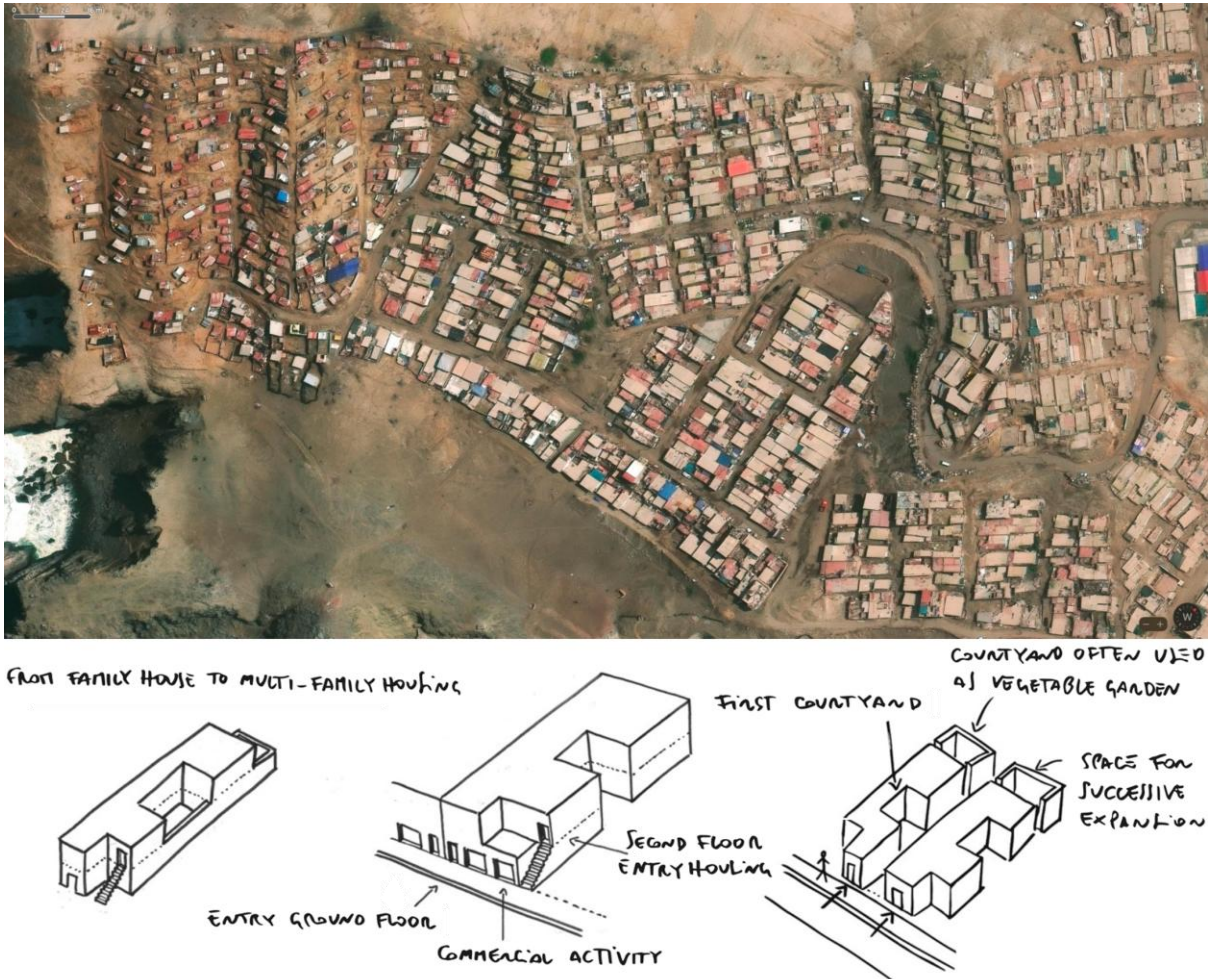 W
FROM FAMILY HOUSE TO MULTI-FAMILY HOUSING
ENTRY GROUND FLOOR
COMMERCIAL ACTIVITY
SECOND FLOOR
ENTRY HOUSING
FIRST COURTYARD
COURTYARD OFTEN USED
AS VEGETABLE GARDEN
SPACE FOR
SUCCESSIVE
EXPANSION